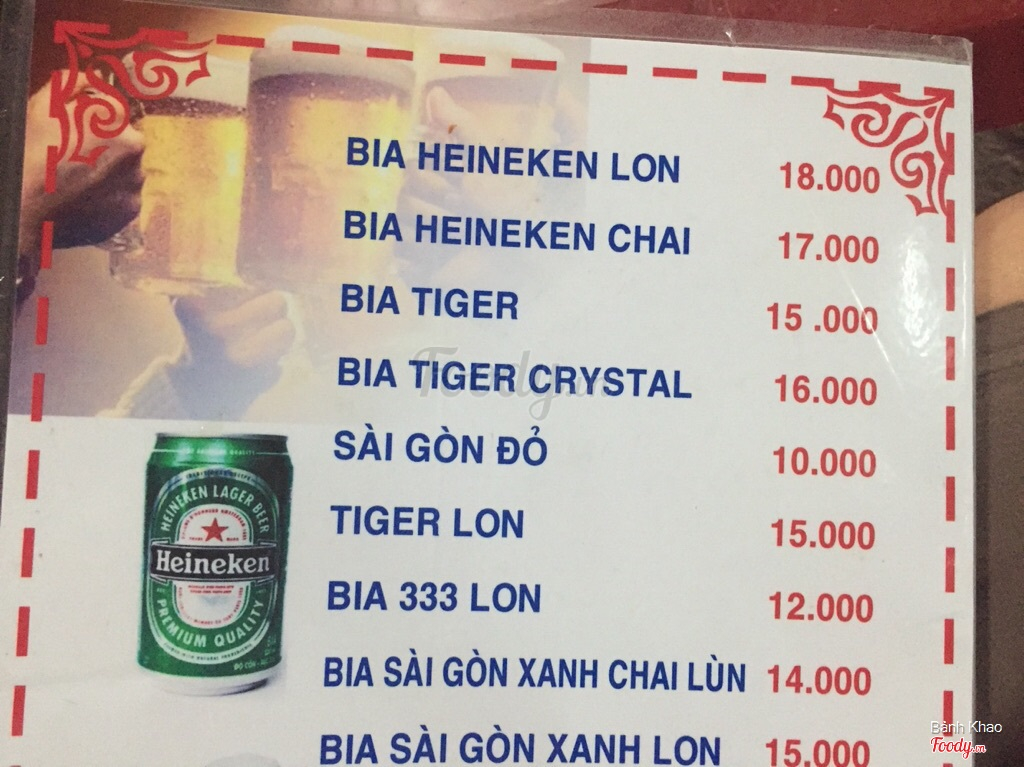 BIA HEINEKEN LON 18.000
BIA HEINEKEN CHAI 17.000
BIA TIGER 15 .000
BIA TIGER CRYSTAL 16.000
SÀI GÒN ĐỎ 10.000
TIGER LON 15.000
BIA 333 LON 12.000
BIA SÀI GÒN XANH CHAI LÙN 14.000
BIA SÀI GÒN XANH LON 15.000
HEINEKEN LAGER BEER
Heineken
PREMIUM QUALITY
Foody.vn
Bánh Khao
Foody.vn